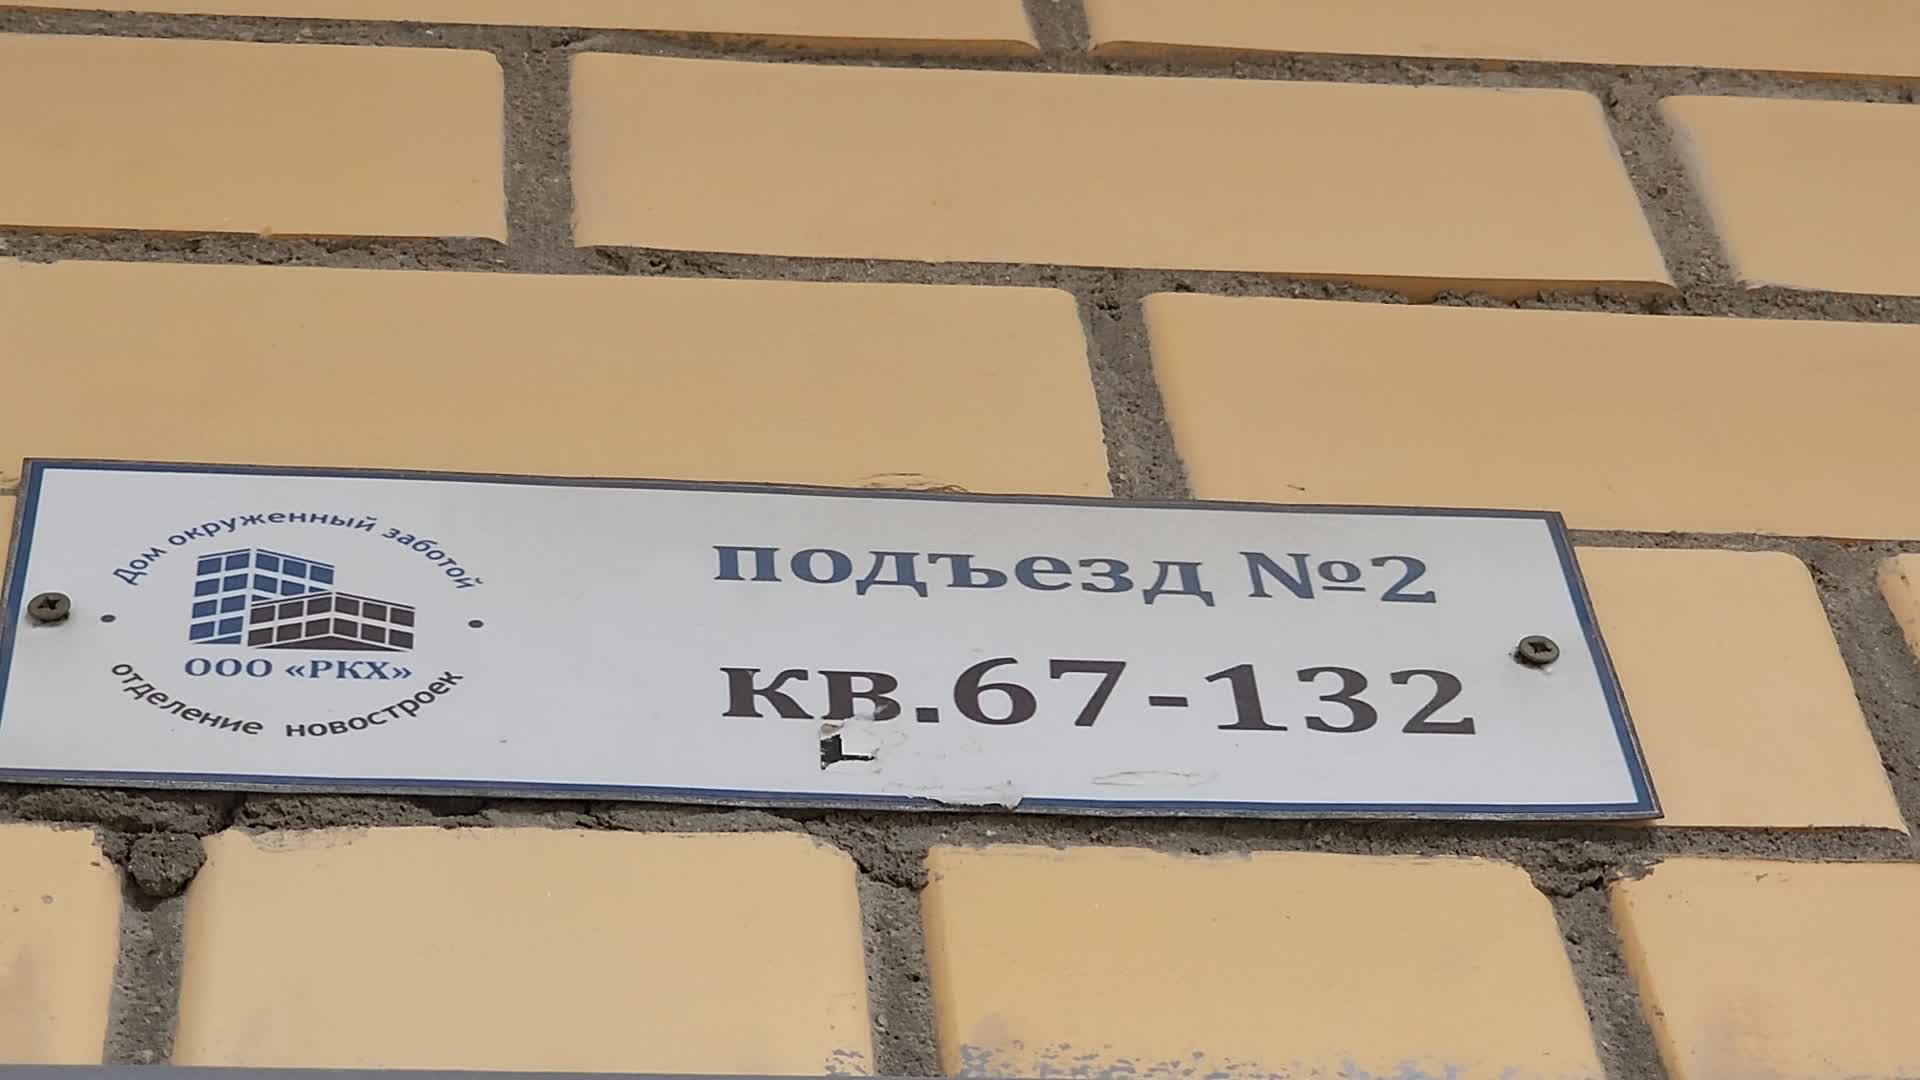 Дом окруженный заботой
ООО «РКХ»
отделение новостроек
подъезд №2
кв.67-132